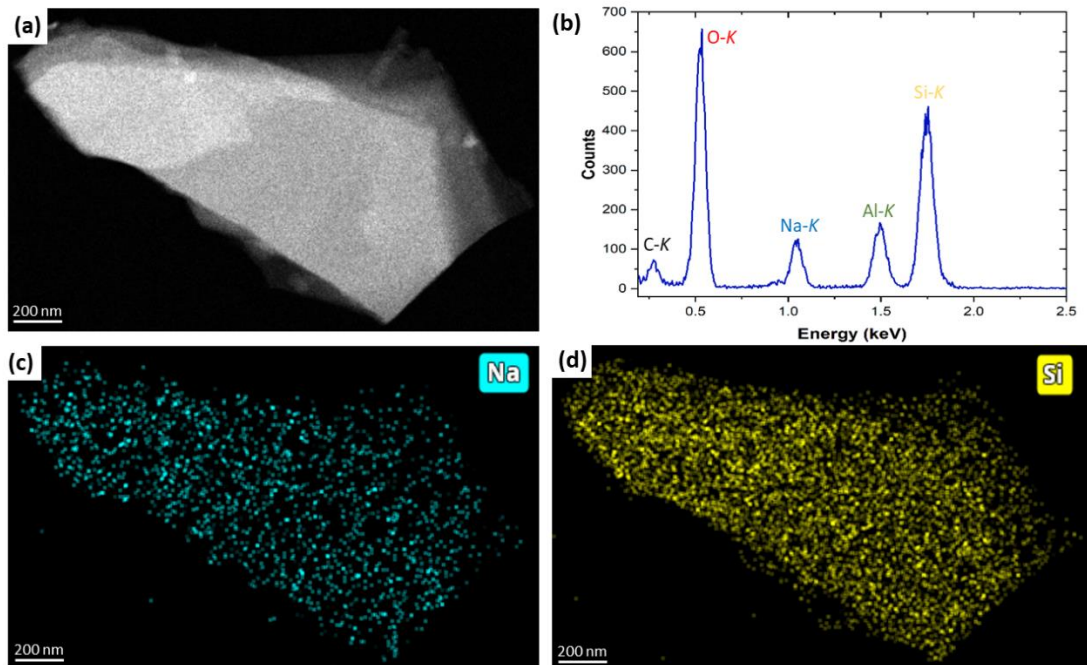 (a)
200 nm
(b)
Counts
700
600
500
400
300
200
100
0
O-K
Si-K
Al-K
Na-K
C-K
0.5
1.0
1.5
2.0
2.5
Energy (keV)
(c)
Na
200 nm
(d)
Si
200 nm